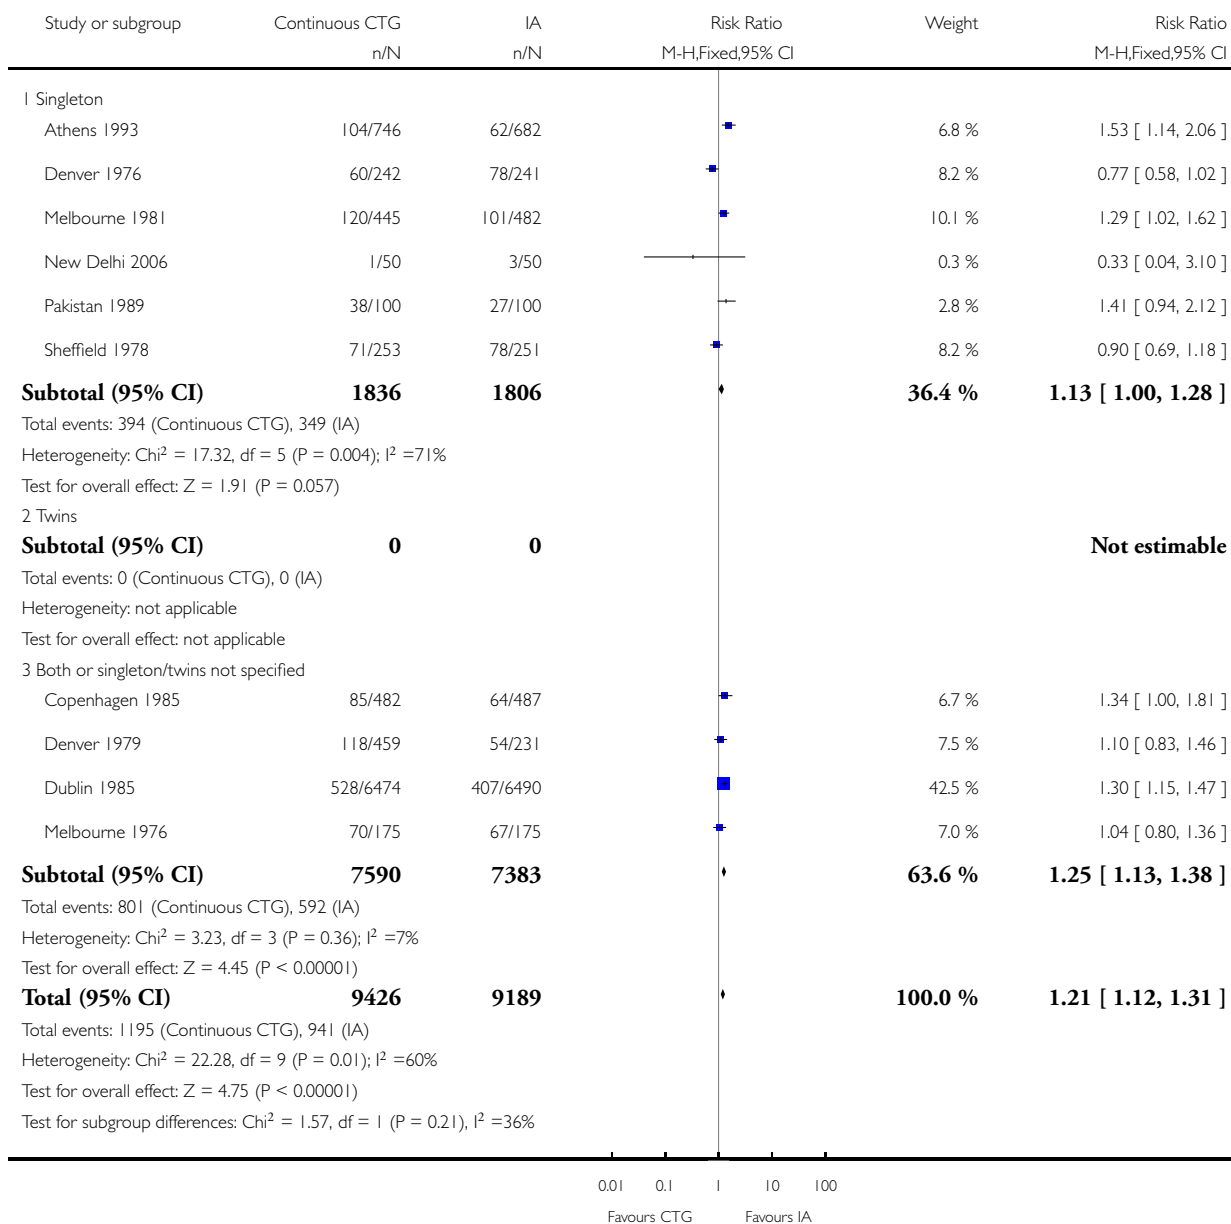 Study or subgroup Continuous CTG IA Risk Ratio Weight Risk Ratio
n/N n/N M-H,Fixed,95% CI M-H,Fixed,95% CI
1 Singleton
Athens 1993 104/746 62/682 6.8 % 1.53 [ 1.14, 2.06 ]
Denver 1976 60/242 78/241 8.2 % 0.77 [ 0.58, 1.02 ]
Melbourne 1981 120/445 101/482 10.1 % 1.29 [ 1.02, 1.62 ]
New Delhi 2006 1/50 3/50 0.3 % 0.33 [ 0.04, 3.10 ]
Pakistan 1989 38/100 27/100 2.8 % 1.41 [ 0.94, 2.12 ]
Sheffield 1978 71/253 78/251 8.2 % 0.90 [ 0.69, 1.18 ]
Subtotal (95% CI) 1836 1806 36.4 % 1.13 [ 1.00, 1.28 ]
Total events: 394 (Continuous CTG), 349 (IA)
Heterogeneity: Chi² = 17.32, df = 5 (P = 0.004); I² =71%
Test for overall effect: Z = 1.91 (P = 0.057)
2 Twins
Subtotal (95% CI) 0 0 Not estimable
Total events: 0 (Continuous CTG), 0 (IA)
Heterogeneity: not applicable
Test for overall effect: not applicable
3 Both or singleton/twins not specified
Copenhagen 1985 85/482 64/487 6.7 % 1.34 [ 1.00, 1.81 ]
Denver 1979 118/459 54/231 7.5 % 1.10 [ 0.83, 1.46 ]
Dublin 1985 528/6474 407/6490 42.5 % 1.30 [ 1.15, 1.47 ]
Melbourne 1976 70/175 67/175 7.0 % 1.04 [ 0.80, 1.36 ]
Subtotal (95% CI) 7590 7383 63.6 % 1.25 [ 1.13, 1.38 ]
Total events: 801 (Continuous CTG), 592 (IA)
Heterogeneity: Chi² = 3.23, df = 3 (P = 0.36); I² =7%
Test for overall effect: Z = 4.45 (P < 0.00001)
Total (95% CI) 9426 9189 100.0 % 1.21 [ 1.12, 1.31 ]
Total events: 1195 (Continuous CTG), 941 (IA)
Heterogeneity: Chi² = 22.28, df = 9 (P = 0.01); I² =60%
Test for overall effect: Z = 4.75 (P < 0.00001)
Test for subgroup differences: Chi² = 1.57, df = 1 (P = 0.21), I² =36%
0.01 0.1 1 10 100
Favours CTG Favours IA